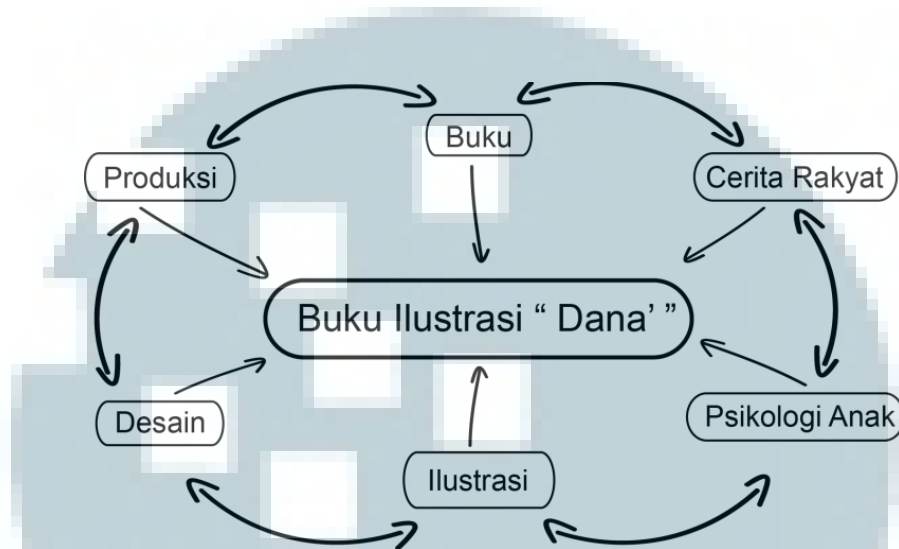 Buku
Produksi
Cerita Rakyat
Buku Ilustrasi “ Dana’ ”
Desain
Psikologi Anak
Ilustrasi